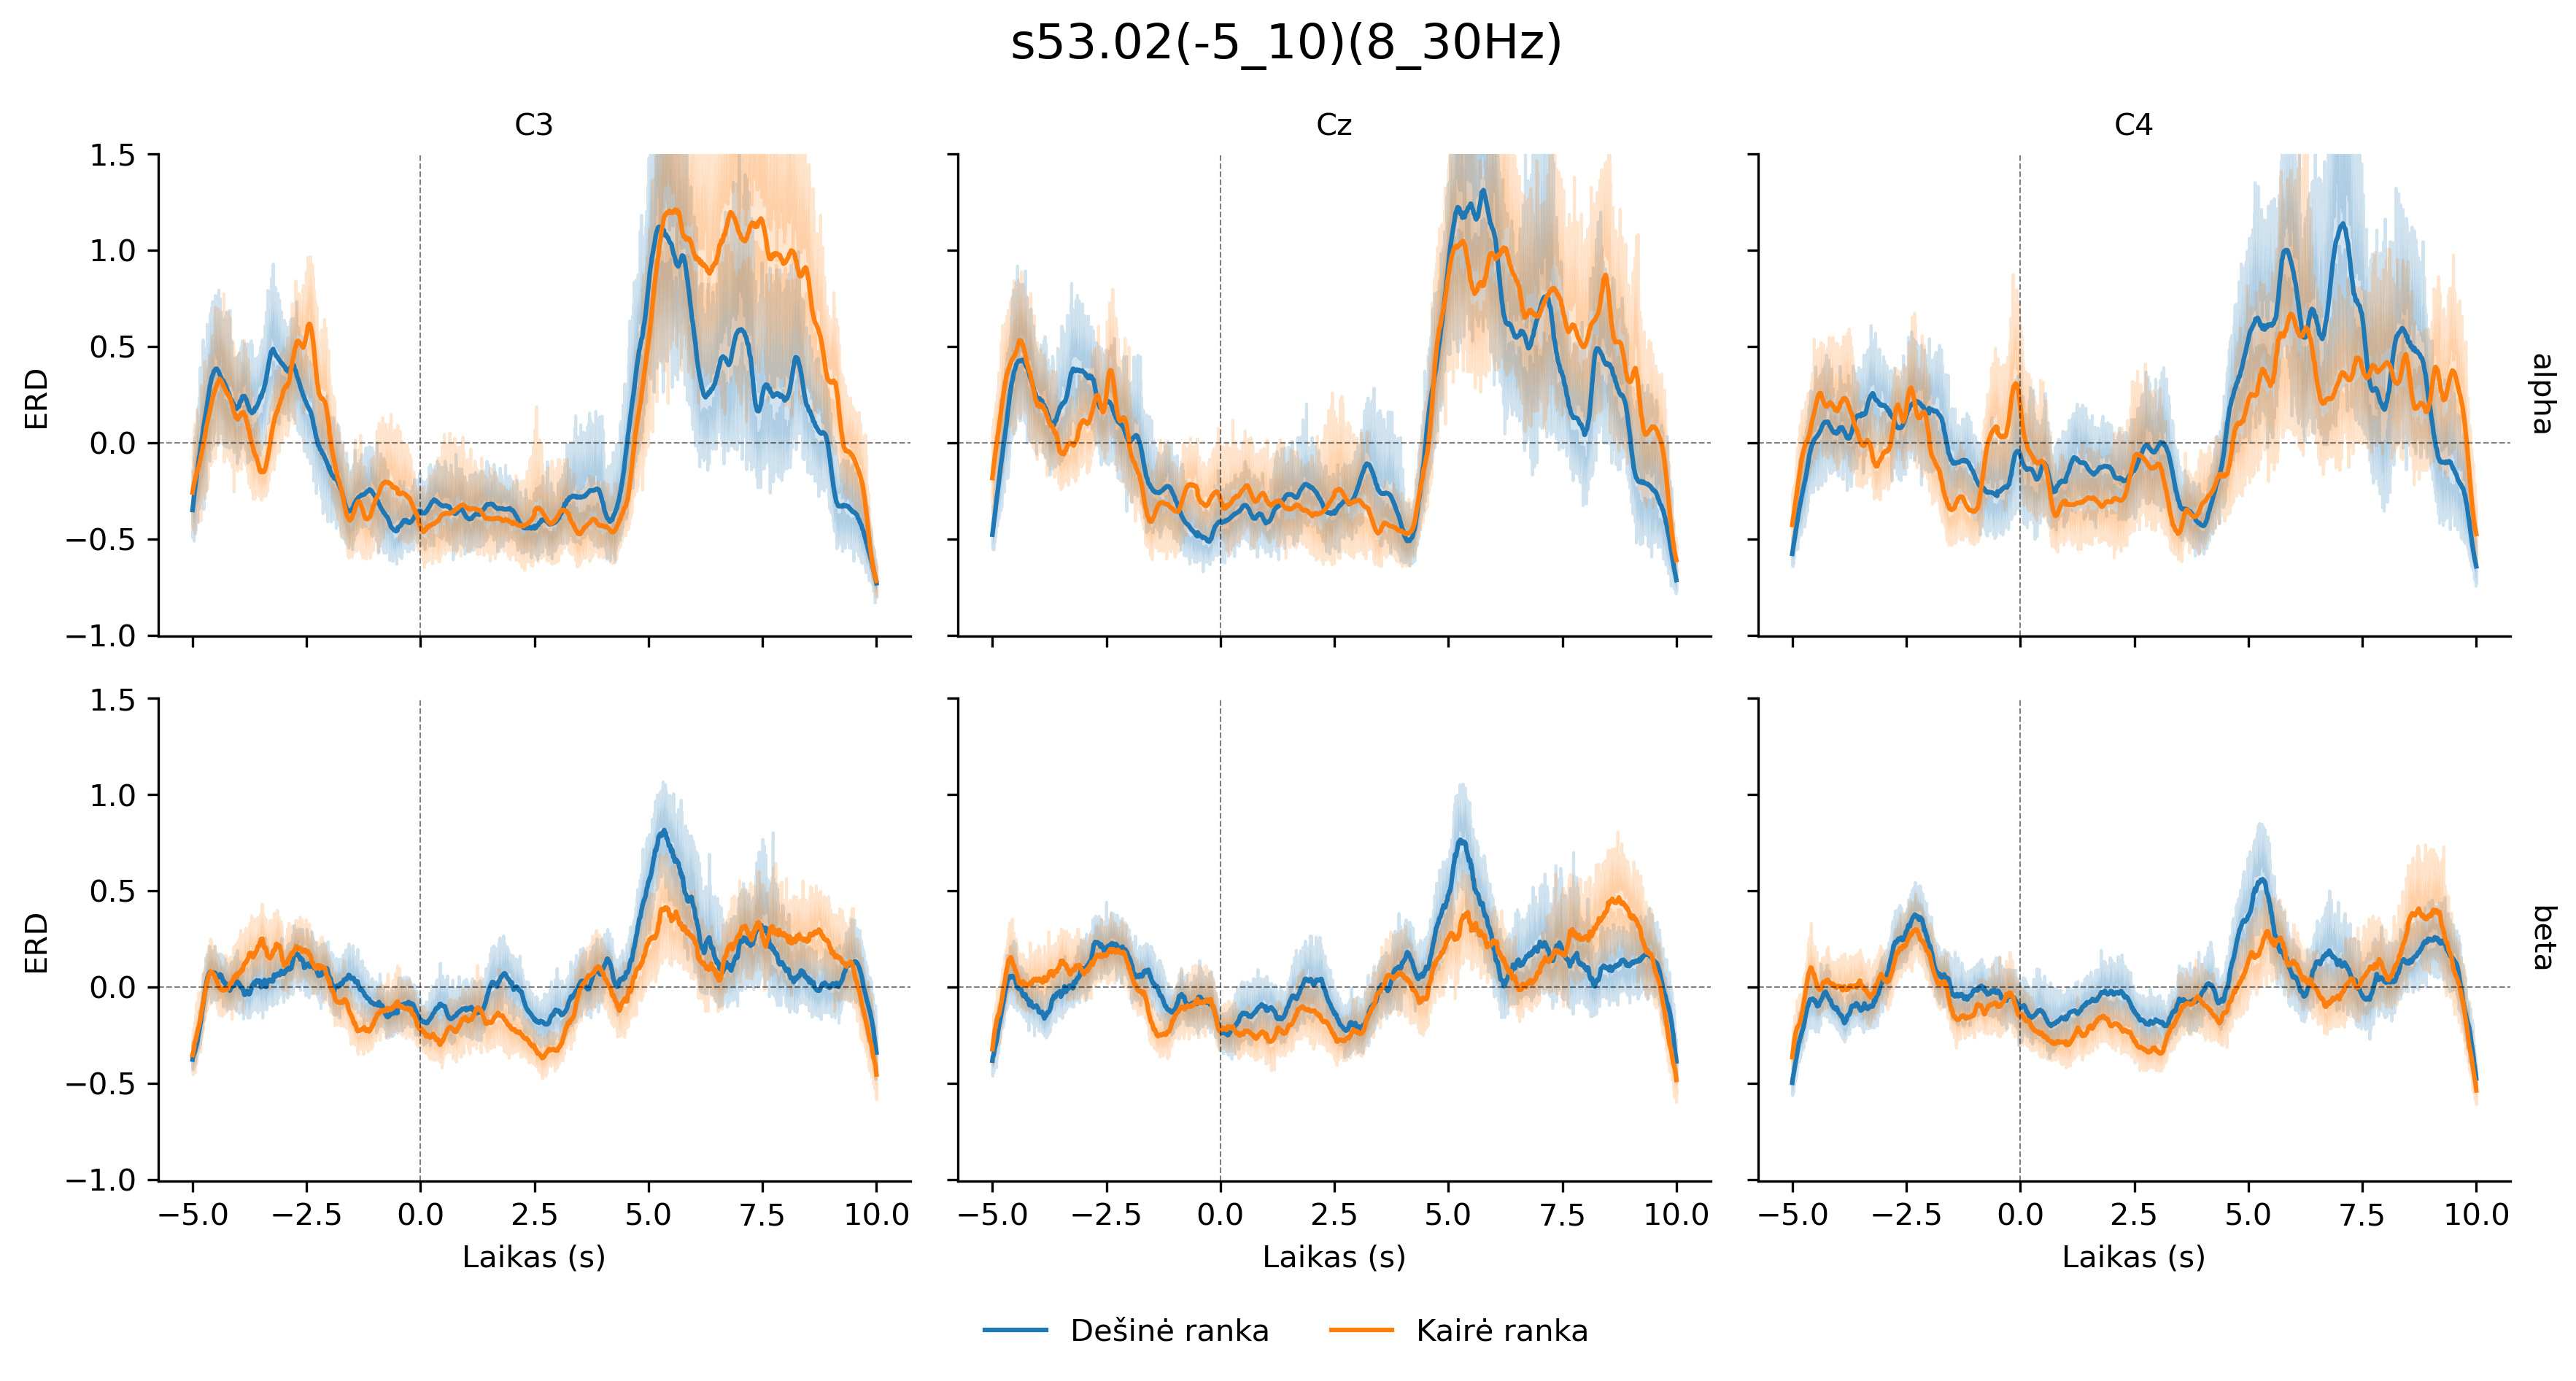 s53.02(-5_10)(8_30Hz)
C3 Cz C4
1.5
1.0
0.5
0.0
−0.5
−1.0
ERD
alpha
1.5
1.0
0.5
0.0
−0.5
−1.0
ERD
beta
−5.0 −2.5 0.0 2.5 5.0 7.5 10.0 −5.0 −2.5 0.0 2.5 5.0 7.5 10.0 −5.0 −2.5 0.0 2.5 5.0 7.5 10.0
Laikas (s) Laikas (s) Laikas (s)
Dešinė ranka Kairė ranka